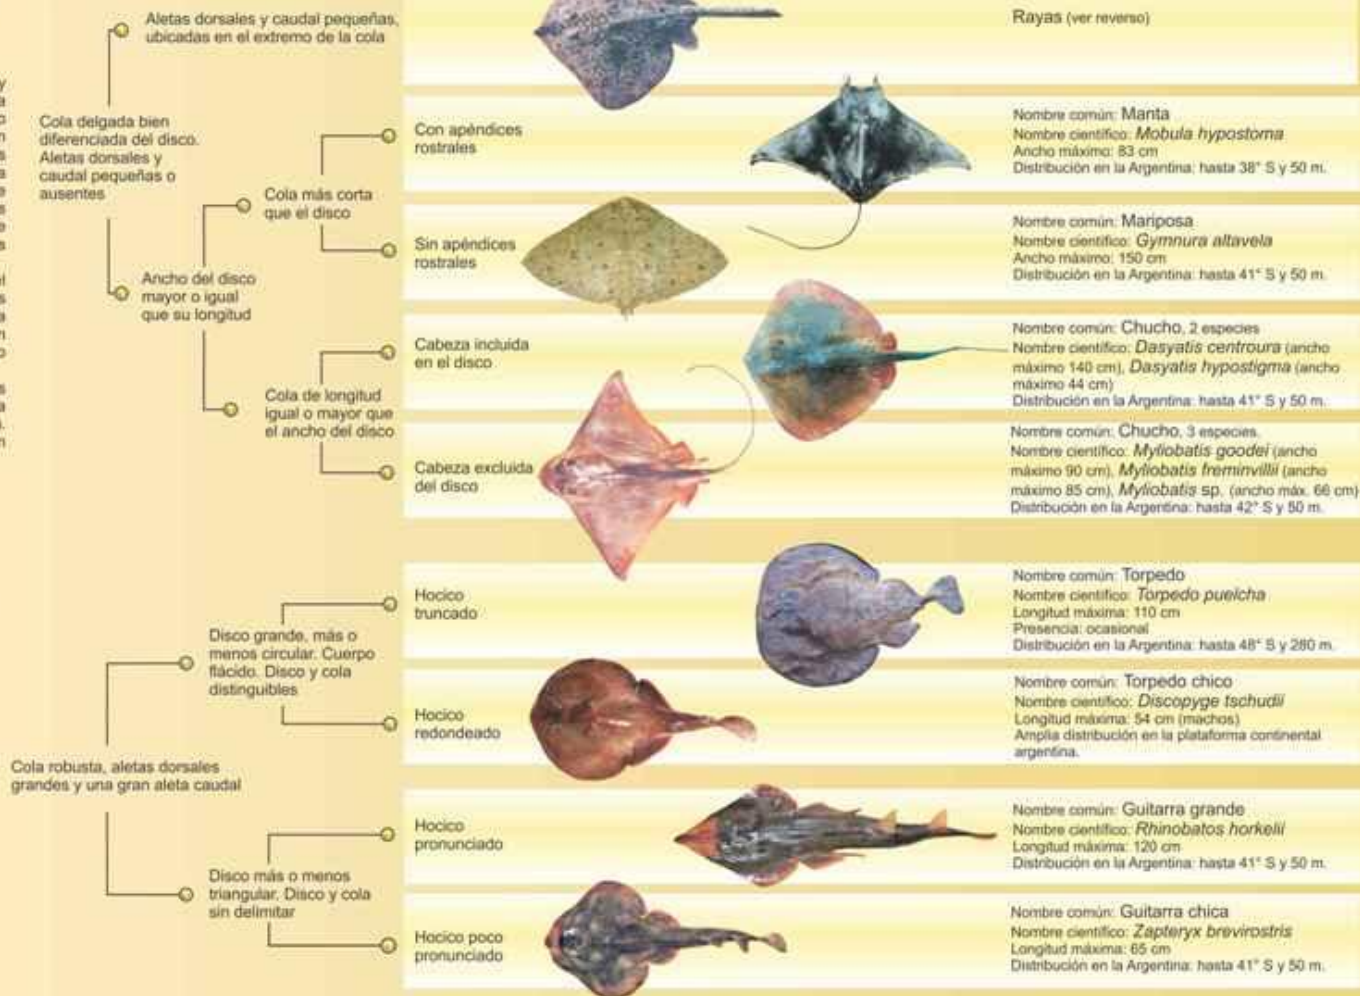 Aletas dorsales y caudal pequeñas,
ubicadas en el extremo de la cola
Rayas (ver reverso)
Cola delgada bien
diferenciada del disco.
Aletas dorsales y
caudal pequeñas o
ausentes
Con apéndices
rostrales
Nombre común: Manta
Nombre científico: Mobula hypostoma
Ancho máximo: 83 cm
Distribución en la Argentina: hasta 38° S y 50 m.
Cola más corta
que el disco
Sin apéndices
rostrales
Nombre común: Mariposa
Nombre científico: Gymnura altavela
Ancho máximo: 150 cm
Distribución en la Argentina: hasta 41° S y 50 m.
Ancho del disco
mayor o igual
que su longitud
Cabeza incluida
en el disco
Nombre común: Chucho, 2 especies
Nombre científico: Dasyatis centroura (ancho
máximo 140 cm), Dasyatis hypostigma (ancho
máximo 44 cm)
Distribución en la Argentina: hasta 41° S y 50 m.
Cola de longitud
igual o mayor que
el ancho del disco
Cabeza excluida
del disco
Nombre común: Chucho, 3 especies.
Nombre científico: Myliobatis goodei (ancho
máximo 90 cm), Myliobatis freminvillii (ancho
máximo 85 cm), Myliobatis sp. (ancho máx. 66 cm)
Distribución en la Argentina: hasta 42° S y 50 m.
Hocico
truncado
Nombre común: Torpedo
Nombre científico: Torpedo puelcha
Longitud máxima: 110 cm
Presencia: ocasional
Distribución en la Argentina: hasta 48° S y 280 m.
Disco grande, más o
menos circular. Cuerpo
flácido. Disco y cola
distinguibles
Hocico
redondeado
Nombre común: Torpedo chico
Nombre científico: Discopyge tschudii
Longitud máxima: 54 cm (machos)
Amplia distribución en la plataforma continental
argentina.
Cola robusta, aletas dorsales
grandes y una gran aleta caudal
Hocico
pronunciado
Nombre común: Guitarra grande
Nombre científico: Rhinobatos horkelii
Longitud máxima: 120 cm
Distribución en la Argentina: hasta 41° S y 50 m.
Disco más o menos
triangular. Disco y cola
sin delimitar
Hocico poco
pronunciado
Nombre común: Guitarra chica
Nombre científico: Zapteryx brevirostris
Longitud máxima: 65 cm
Distribución en la Argentina: hasta 41° S y 50 m.